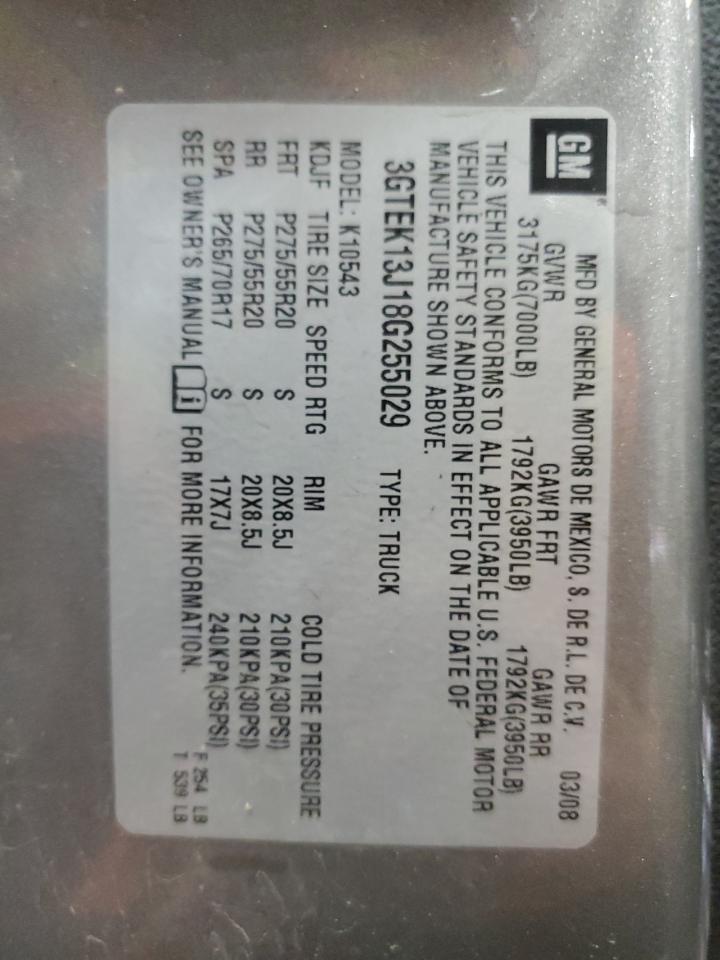 GM
MFD BY GENERAL MOTORS DE MEXICO, S. DE R.L. DE C.V. 03/08
GVWR GAWR FRT GAWR RR
3175KG(7000LB) 1792KG(3950LB) 1792KG(3950LB)
THIS VEHICLE CONFORMS TO ALL APPLICABLE U.S. FEDERAL MOTOR
VEHICLE SAFETY STANDARDS IN EFFECT ON THE DATE OF
MANUFACTURE SHOWN ABOVE.
3GTEK13J18G255029 TYPE: TRUCK
MODEL: K10543
KDJF TIRE SIZE SPEED RTG RIM COLD TIRE PRESSURE
FRT P275/55R20 S 20X8.5J 210KPA(30PSI)
RR P275/55R20 S 20X8.5J 210KPA(30PSI)
SPA P265/70R17 S 17X7J 240KPA(35PSI)
SEE OWNER'S MANUAL i FOR MORE INFORMATION.
F 254 LB
T 539 LB